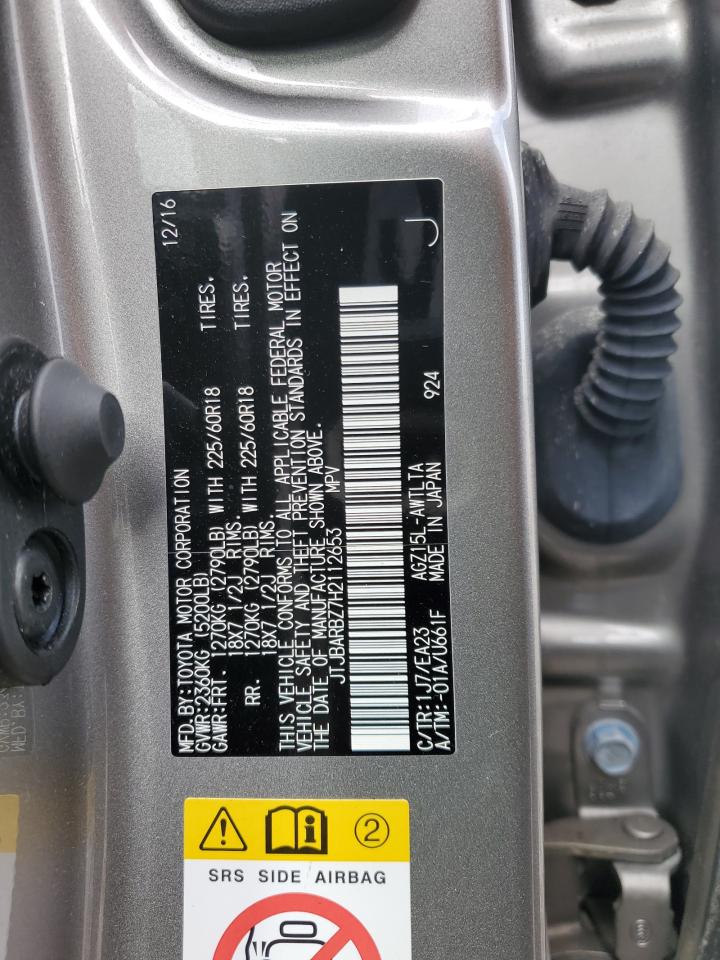 MFD.BY:TOYOTA MOTOR CORPORATION 12/16
GVWR:2360KG (5200LB)
GAWR:FRT. 1270KG (2790LB) WITH 225/60R18 TIRES.
18X7 1/2J RIMS.
RR. 1270KG (2790LB) WITH 225/60R18 TIRES.
18X7 1/2J RIMS.
THIS VEHICLE CONFORMS TO ALL APPLICABLE FEDERAL MOTOR
VEHICLE SAFETY AND THEFT PREVENTION STANDARDS IN EFFECT ON
THE DATE OF MANUFACTURE SHOWN ABOVE.
JTJBARBZ7H2112653 MPV
C/TR:1J7/EA23 AGZ15L-AWTLTA 924
A/TM:-01A/U661F MADE IN JAPAN
2
SRS SIDE AIRBAG